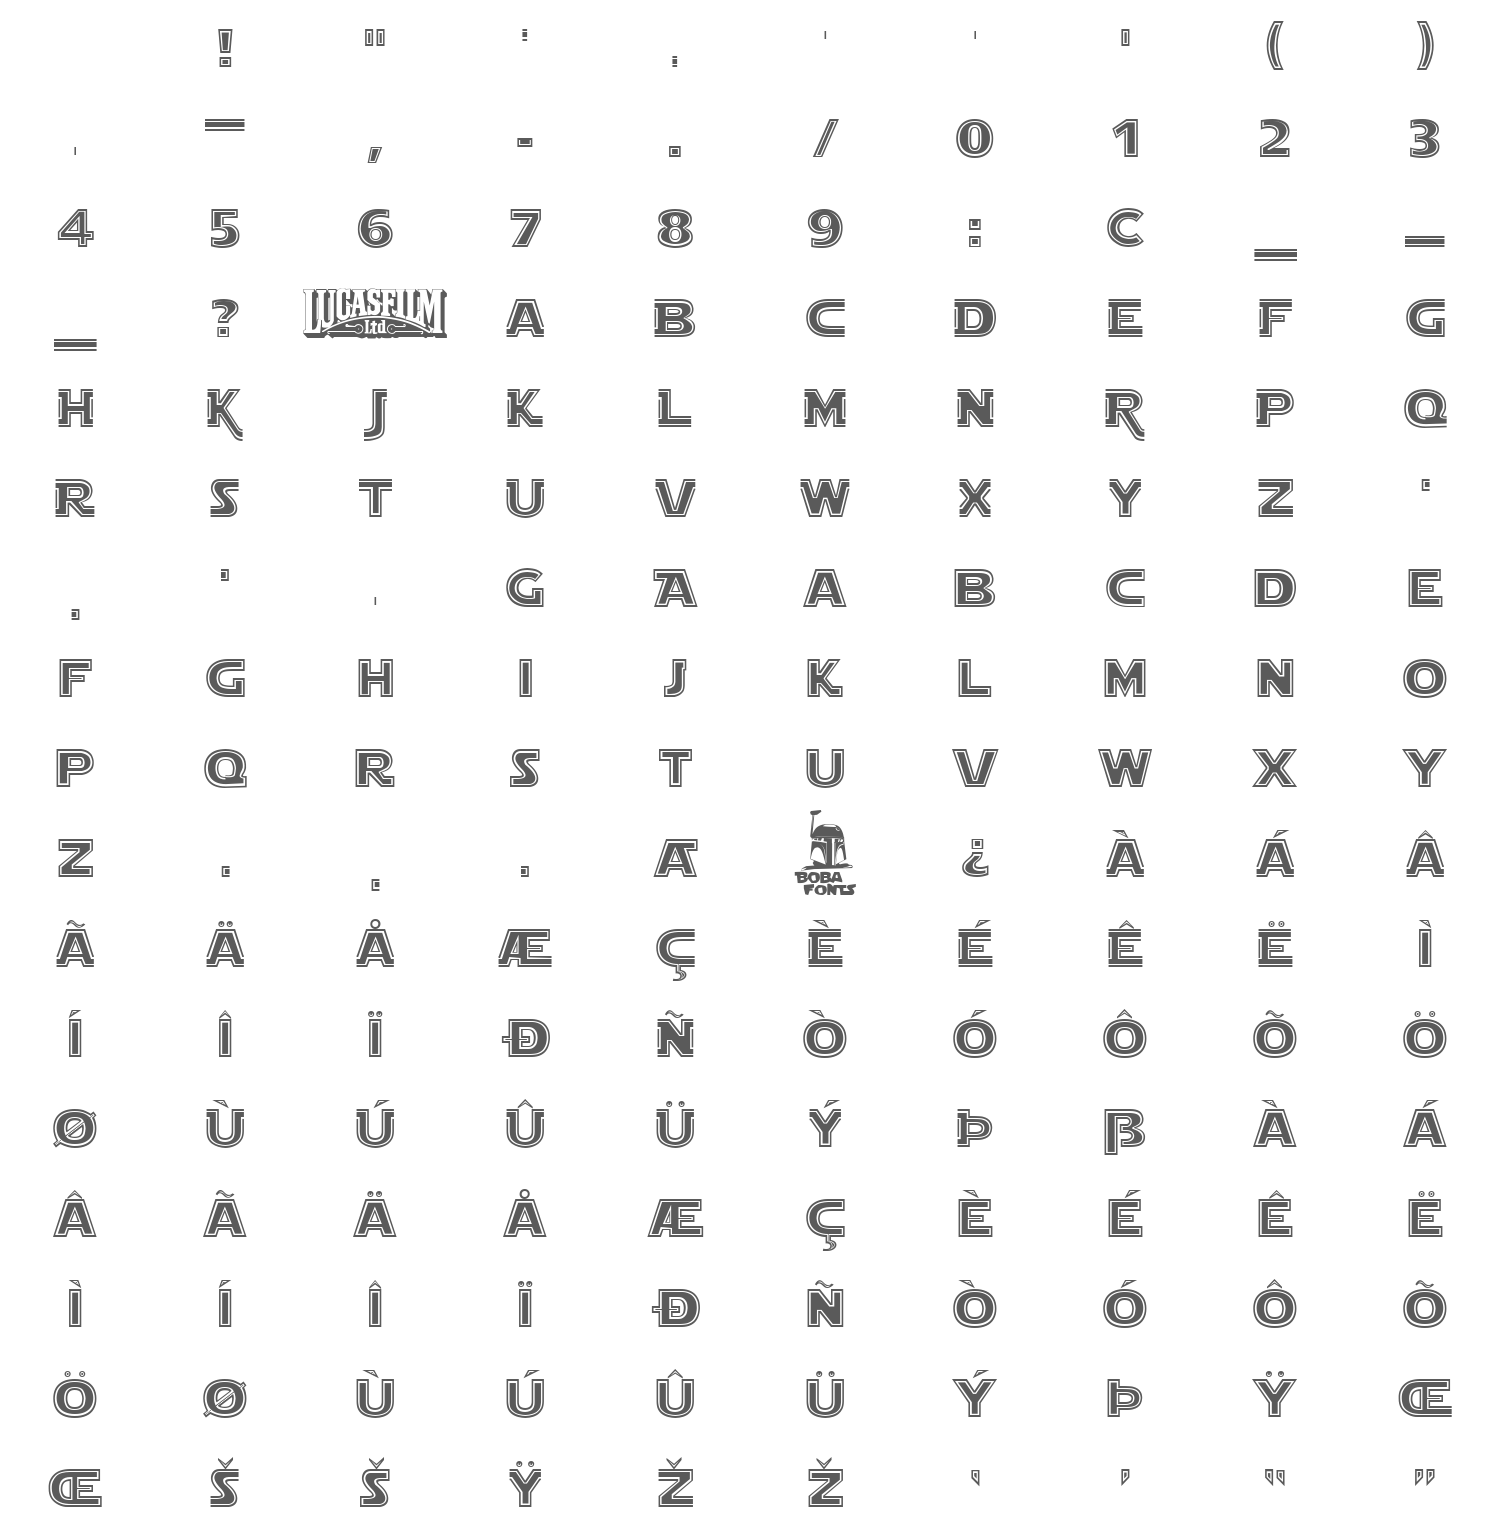 ! " ' . ' ' ' ( )
' — , - . / 0 1 2 3
4 5 6 7 8 9 : C _ _
_ ? LUCASFILM Ltd A B C D E F G
H K J K L M N R P Q
R S T U V W X Y Z '
. ' ' G A A B C D E
F G H I J K L M N O
P Q R S T U V W X Y
Z . . . A BOBA FONTS ¿ À Á Â
Ã Ä Å Æ Ç È É Ê Ë Ì
Í Î Ï Ð Ñ Ò Ó Ô Õ Ö
Ø Ù Ú Û Ü Ý Þ ß À Á
Â Ã Ä Å Æ Ç È É Ê Ë
Ì Í Î Ï Ð Ñ Ò Ó Ô Õ
Ö Ø Ù Ú Û Ü Ý Þ Ÿ Œ
Œ Š Š Ÿ Ž Ž ‘ ’ “ ”